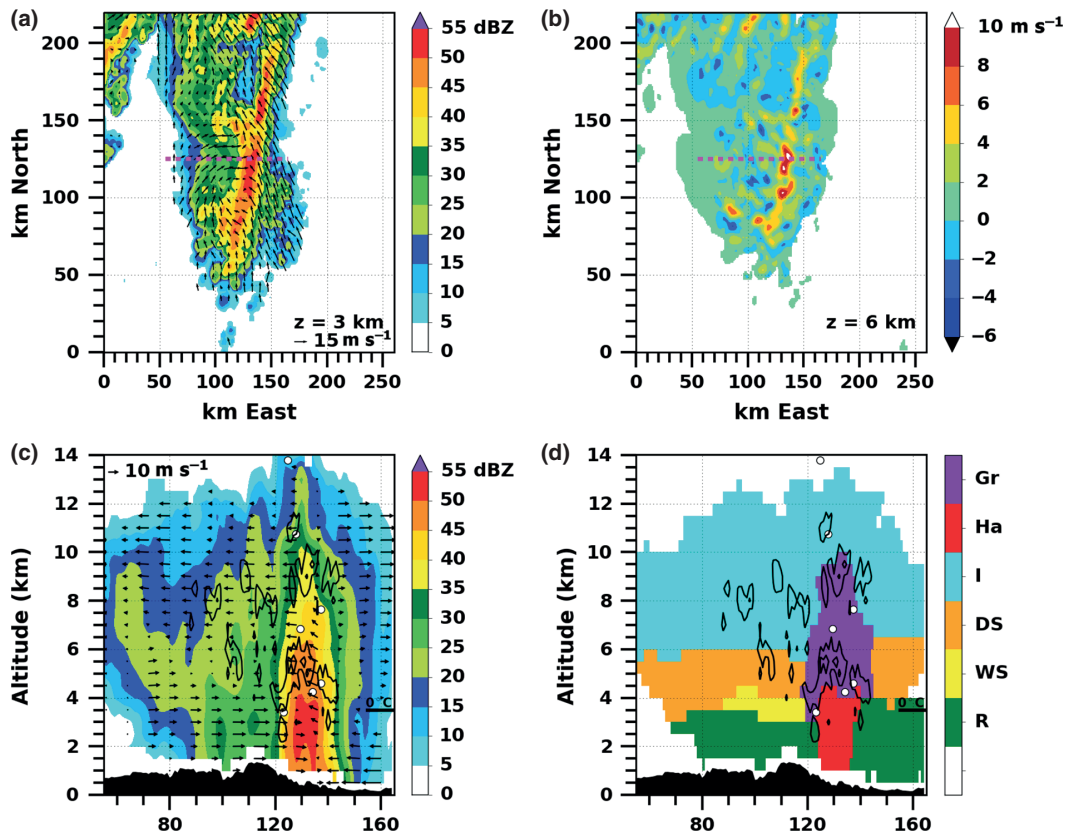 (a)
200
150
100
50
0
km North
0 50 100 150 200 250
km East
z = 3 km
→ 15 m s⁻¹
55 dBZ
50
45
40
35
30
25
20
15
10
5
0
(b)
200
150
100
50
0
km North
0 50 100 150 200 250
km East
z = 6 km
10 m s⁻¹
8
6
4
2
0
−2
−4
−6
(c)
14
12
10
8
6
4
2
0
Altitude (km)
→ 10 m s⁻¹
0 °C
80 120 160
55 dBZ
50
45
40
35
30
25
20
15
10
5
0
(d)
14
12
10
8
6
4
2
0
Altitude (km)
0 °C
80 120 160
Gr
Ha
I
DS
WS
R